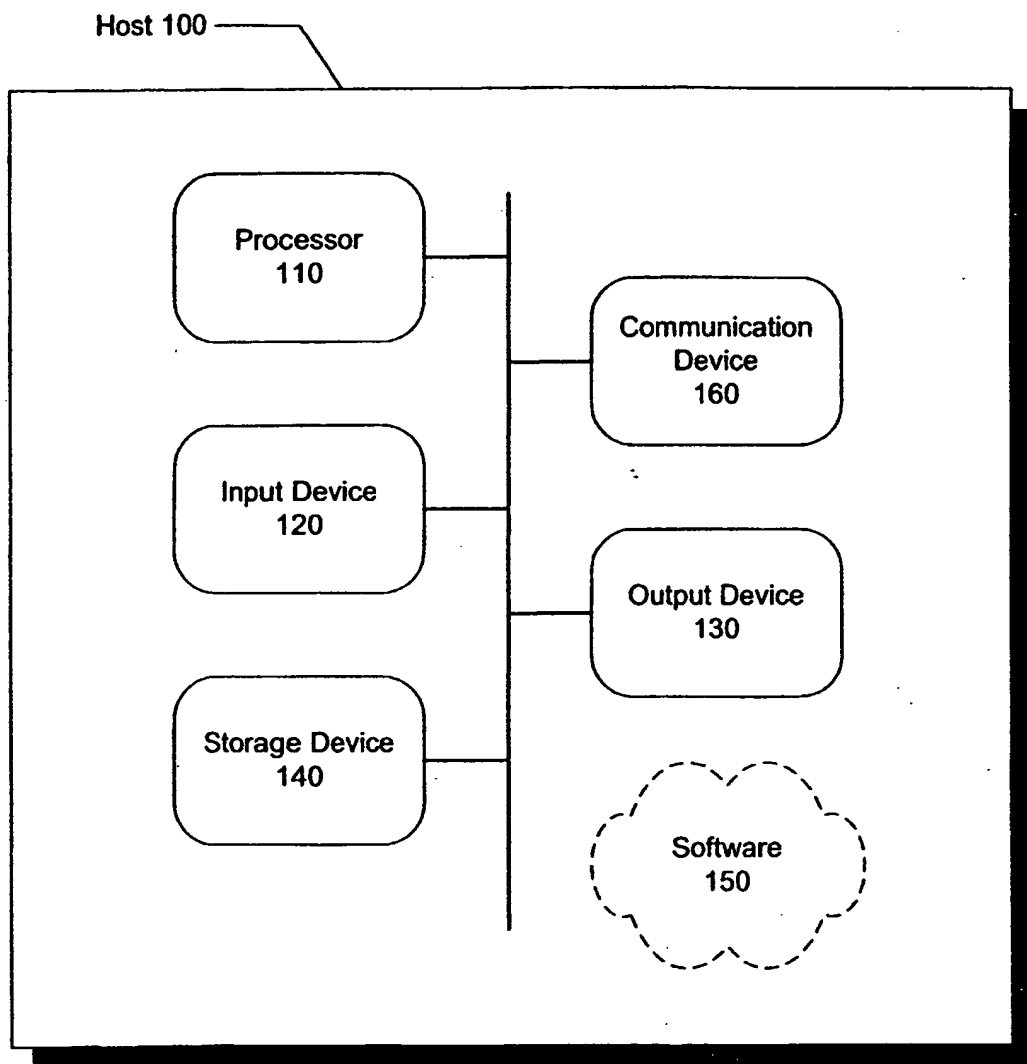 Host 100
Processor
110
Communication
Device
160
Input Device
120
Output Device
130
Storage Device
140
Software
150